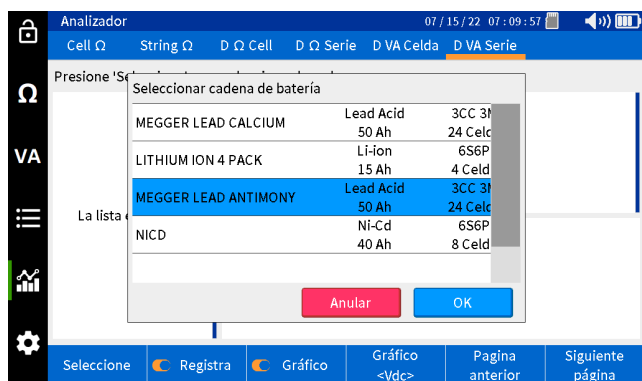 Analizador 07/15/22 07:09:57
Cell Ω String Ω D Ω Cell D Ω Serie D VA Celda D VA Serie
Presione 'Se
Seleccionar cadena de batería
Ω
VA
MEGGER LEAD CALCIUM Lead Acid 3CC
50 Ah 24 Celd
LITHIUM ION 4 PACK Li-ion 6S6P
15 Ah 4 Celd
MEGGER LEAD ANTIMONY Lead Acid 3CC
50 Ah 24 Celd
La lista
NICD Ni-Cd 6S6P
40 Ah 8 Celd
Anular OK
Seleccione Registra Gráfico Gráfico <Vdc> Pagina anterior Siguiente página